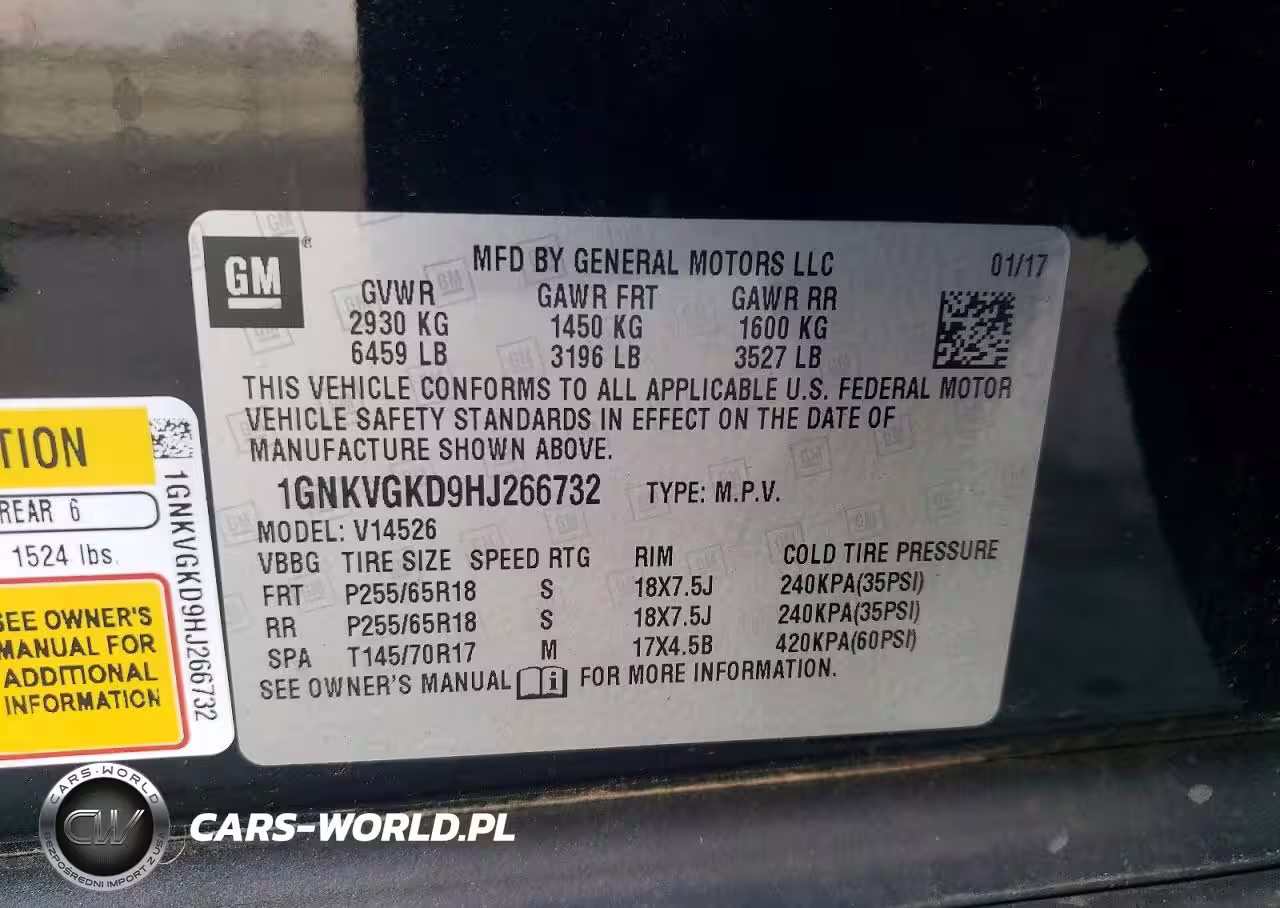 GM
MFD BY GENERAL MOTORS LLC 01/17
GVWR GAWR FRT GAWR RR
2930 KG 1450 KG 1600 KG
6459 LB 3196 LB 3527 LB
THIS VEHICLE CONFORMS TO ALL APPLICABLE U.S. FEDERAL MOTOR
VEHICLE SAFETY STANDARDS IN EFFECT ON THE DATE OF
MANUFACTURE SHOWN ABOVE.
1GNKVGKD9HJ266732 TYPE: M.P.V.
MODEL: V14526
VBBG TIRE SIZE SPEED RTG RIM COLD TIRE PRESSURE
FRT P255/65R18 S 18X7.5J 240KPA(35PSI)
RR P255/65R18 S 18X7.5J 240KPA(35PSI)
SPA T145/70R17 M 17X4.5B 420KPA(60PSI)
SEE OWNER'S MANUAL i FOR MORE INFORMATION.
TION
REAR 6
1524 lbs.
SEE OWNER'S
MANUAL FOR
ADDITIONAL
INFORMATION
1GNKVGKD9HJ266732
CARS-WORLD
CW
BEZPOŚREDNI IMPORT Z USA
CARS-WORLD.PL